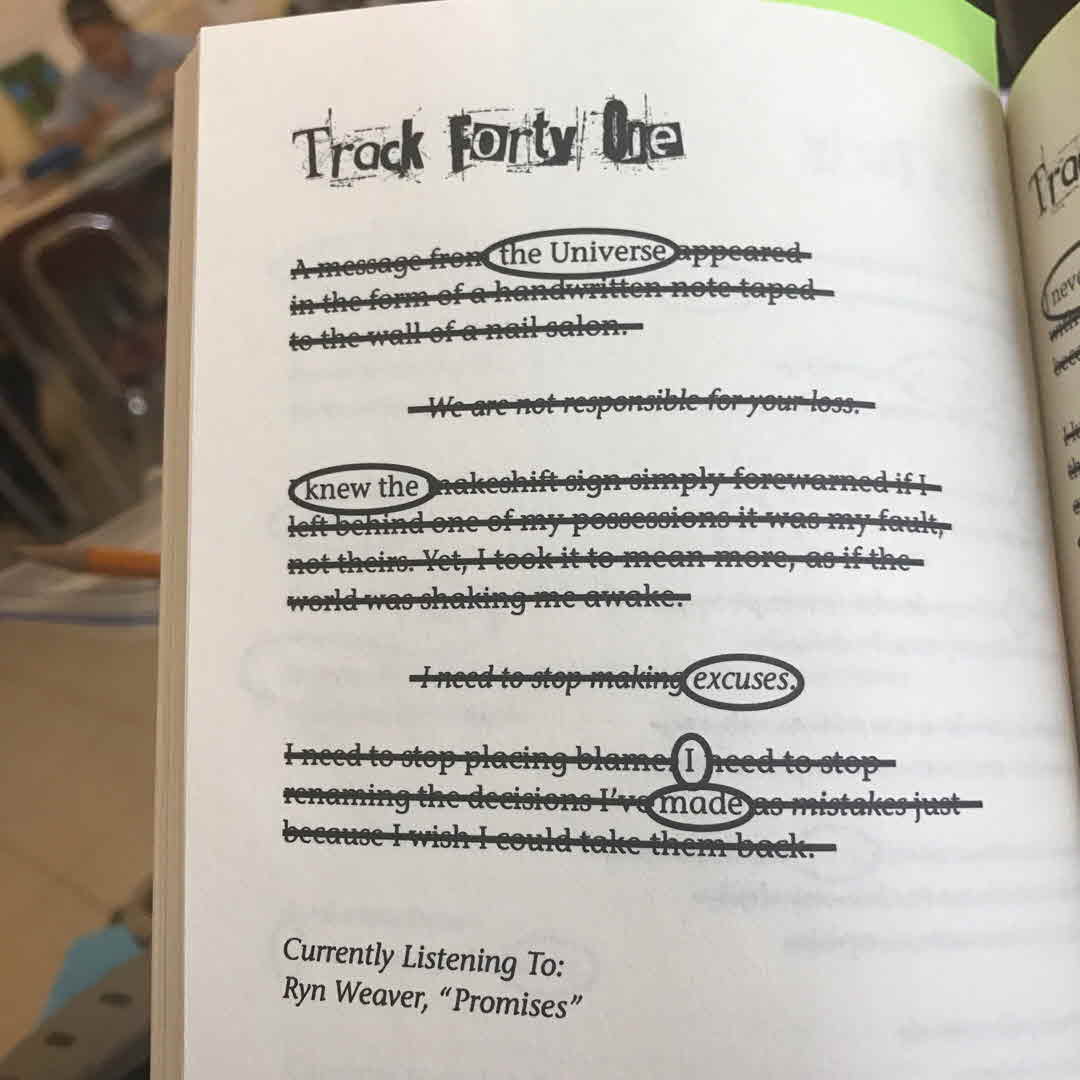 Track Forty One
A message from the Universe appeared
in the form of a handwritten note taped
to the wall of a nail salon.
We are not responsible for your loss.
knew the makeshift sign simply forewarned if I
left behind one of my possessions it was my fault,
not theirs. Yet, I took it to mean more, as if the
world was shaking me awake.
I need to stop making excuses.
I need to stop placing blame. I need to stop
renaming the decisions I've made as mistakes just
because I wish I could take them back.
Currently Listening To:
Ryn Weaver, “Promises”
Tra